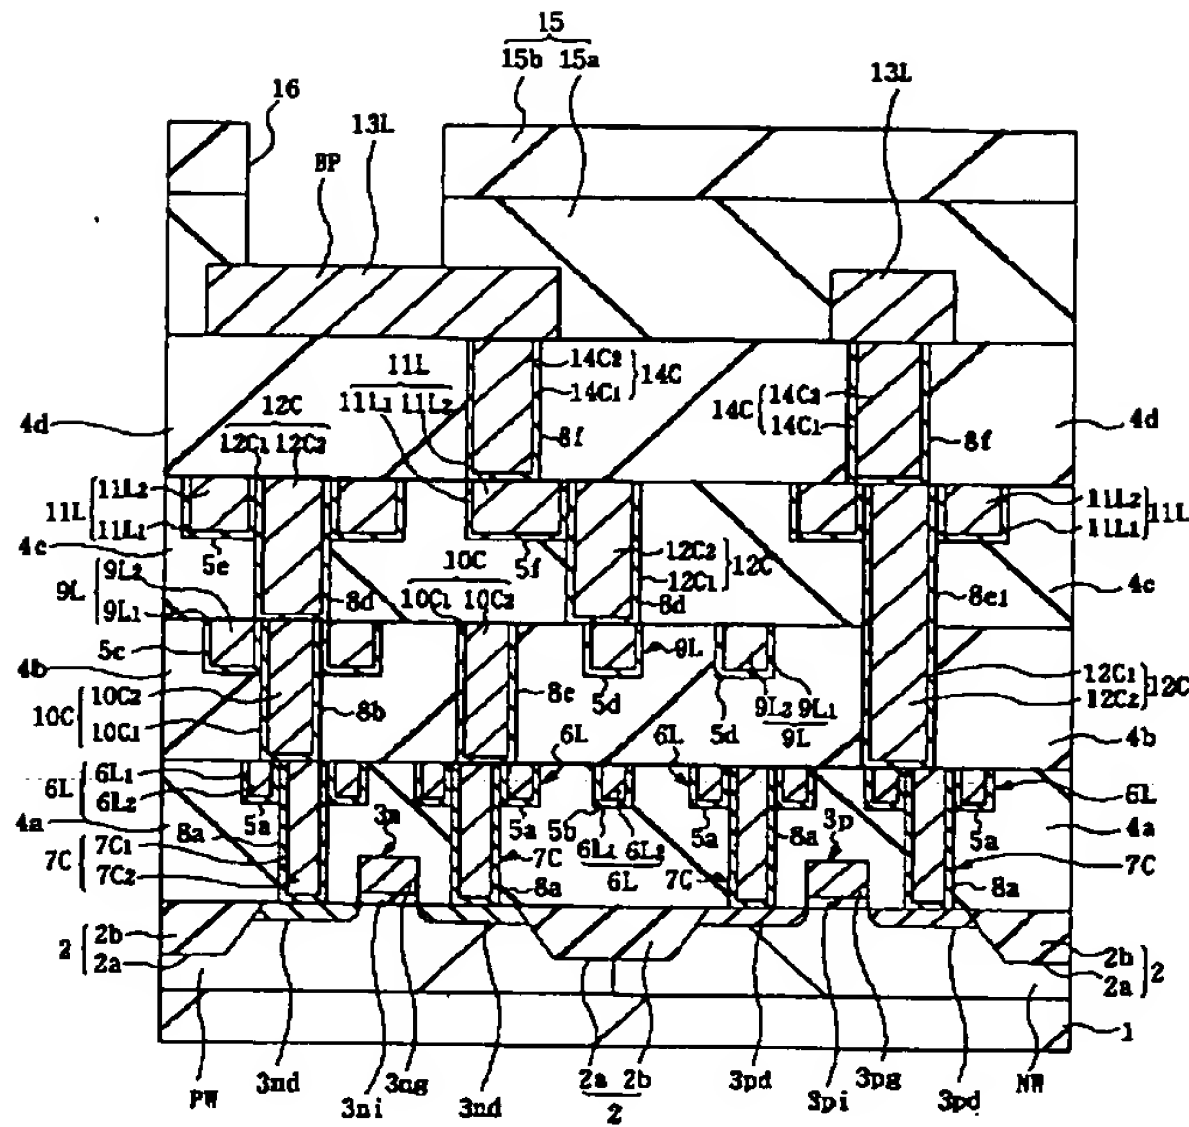 15
15b 15a
16
13L
13L
BP
14C2
14C1
14C
11L
11L1 11L2
12C
12C1 12C2
14C
14C2
14C1
4d
8f
8f
4d
11L
11L2
11L1
11L2
11L1
11L
4c
5e
5f
12C2
12C1
12C
4c
9L
9L2
9L1
10C
10C1 10C2
8d
8d
8e1
5c
9L
4b
10C
10C2
10C1
8b
8e
5d
5d
9L2 9L1
9L
12C1
12C2
12C
4b
6L
6L
6L
6L1
6L2
6L
4a
5a
3n
5a
5b
5a
8a
3p
5a
4a
8a
7C
7C1
7C2
7C
6L1 6L2
6L
7C
7C
8a
8a
2
2b
2a
2b
2a
2
1
PW
3nd
3ni
3ng
3nd
2a 2b
2
3pd
3pi
3pg
3pd
NW